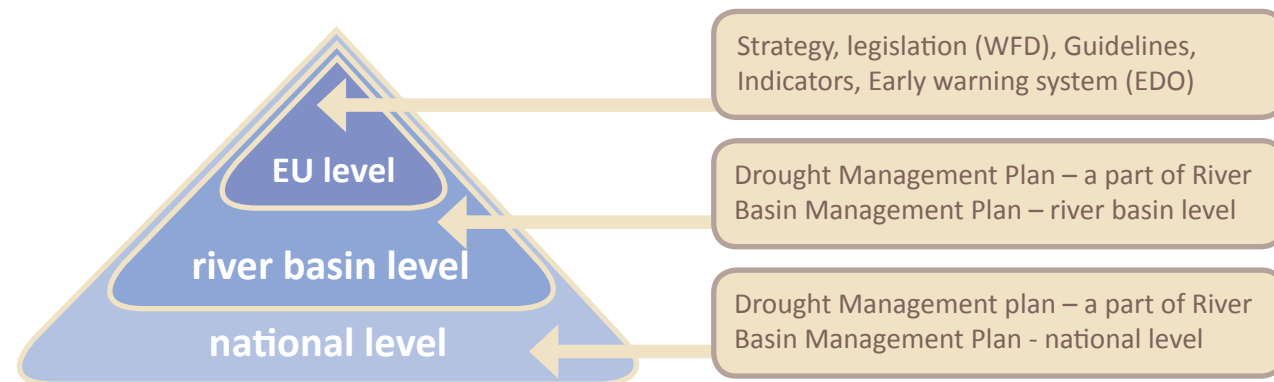 Strategy, legislation (WFD), Guidelines,
Indicators, Early warning system (EDO)
EU level
Drought Management Plan – a part of River
Basin Management Plan – river basin level
river basin level
Drought Management plan – a part of River
Basin Management Plan - national level
national level